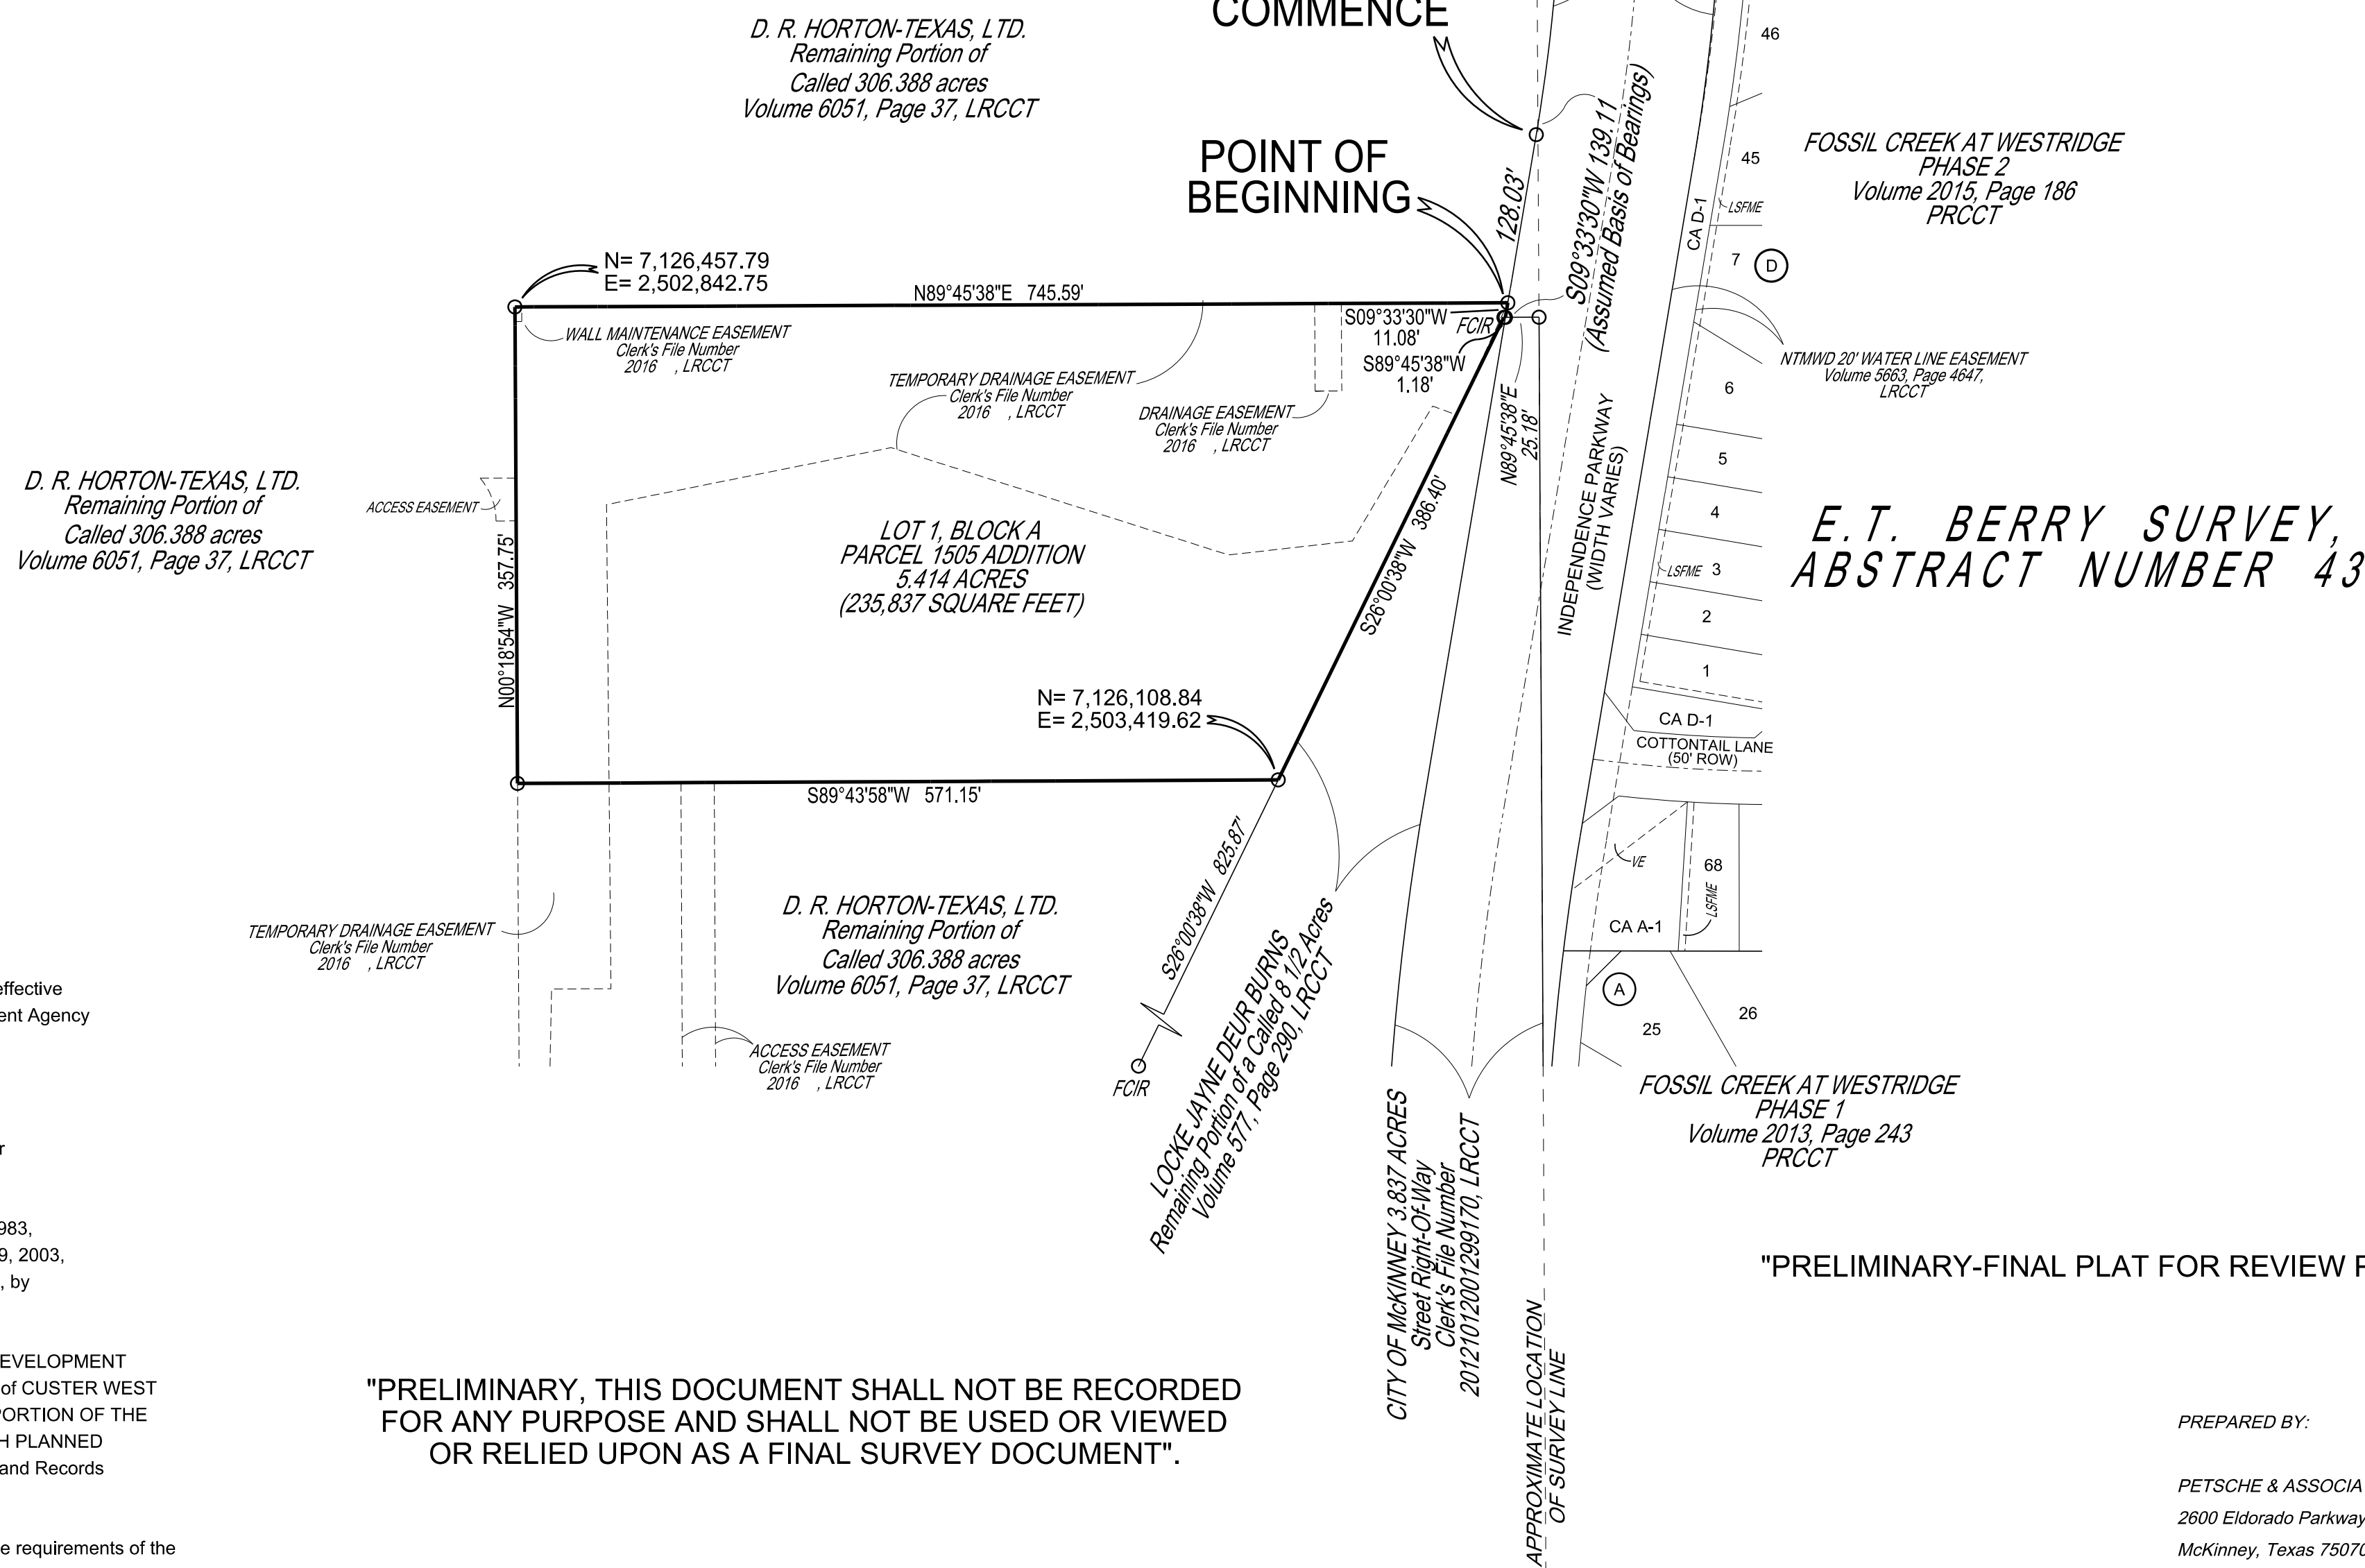 COMMENCE
D. R. HORTON-TEXAS, LTD.
Remaining Portion of
Called 306.388 acres
Volume 6051, Page 37, LRCCT
POINT OF
BEGINNING
128.03'
S09°33'30"W 139.11
(Assumed Basis of Bearings)
46
45
LSFME
CA D-1
7
D
FOSSIL CREEK AT WESTRIDGE
PHASE 2
Volume 2015, Page 186
PRCCT
N= 7,126,457.79
E= 2,502,842.75
N89°45'38"E 745.59'
WALL MAINTENANCE EASEMENT
Clerk's File Number
2016 , LRCCT
TEMPORARY DRAINAGE EASEMENT
Clerk's File Number
2016 , LRCCT
DRAINAGE EASEMENT
Clerk's File Number
2016 , LRCCT
S09°33'30"W
11.08'
FCIR
S89°45'38"W
1.18'
N89°45'38"E
25.18'
NTMWD 20' WATER LINE EASEMENT
Volume 5663, Page 4647,
LRCCT
6
5
4
LSFME
3
2
1
INDEPENDENCE PARKWAY
(WIDTH VARIES)
E.T. BERRY SURVEY,
ABSTRACT NUMBER 43
D. R. HORTON-TEXAS, LTD.
Remaining Portion of
Called 306.388 acres
Volume 6051, Page 37, LRCCT
ACCESS EASEMENT
N00°18'54"W 357.75'
LOT 1, BLOCK A
PARCEL 1505 ADDITION
5.414 ACRES
(235,837 SQUARE FEET)
S26°00'38"W 386.40'
N= 7,126,108.84
E= 2,503,419.62
S89°43'58"W 571.15'
CA D-1
COTTONTAIL LANE
(50' ROW)
VE
68
LSFME
CA A-1
A
25
26
S26°00'38"W 825.87'
FCIR
TEMPORARY DRAINAGE EASEMENT
Clerk's File Number
2016 , LRCCT
D. R. HORTON-TEXAS, LTD.
Remaining Portion of
Called 306.388 acres
Volume 6051, Page 37, LRCCT
ACCESS EASEMENT
Clerk's File Number
2016 , LRCCT
LOCKE JAYNE DEUR BURNS
Remaining Portion of a Called 8 1/2 Acres
Volume 577, Page 290, LRCCT
CITY OF McKINNEY 3.837 ACRES
Street Right-Of-Way
Clerk's File Number
20121012001299170, LRCCT
APPROXIMATE LOCATION
OF SURVEY LINE
FOSSIL CREEK AT WESTRIDGE
PHASE 1
Volume 2013, Page 243
PRCCT
effective
ent Agency
r
983,
9, 2003,
, by
EVELOPMENT
of CUSTER WEST
PORTION OF THE
H PLANNED
and Records
e requirements of the
"PRELIMINARY, THIS DOCUMENT SHALL NOT BE RECORDED
FOR ANY PURPOSE AND SHALL NOT BE USED OR VIEWED
OR RELIED UPON AS A FINAL SURVEY DOCUMENT".
"PRELIMINARY-FINAL PLAT FOR REVIEW
PREPARED BY:
PETSCHE & ASSOCIA
2600 Eldorado Parkway
McKinney, Texas 75070